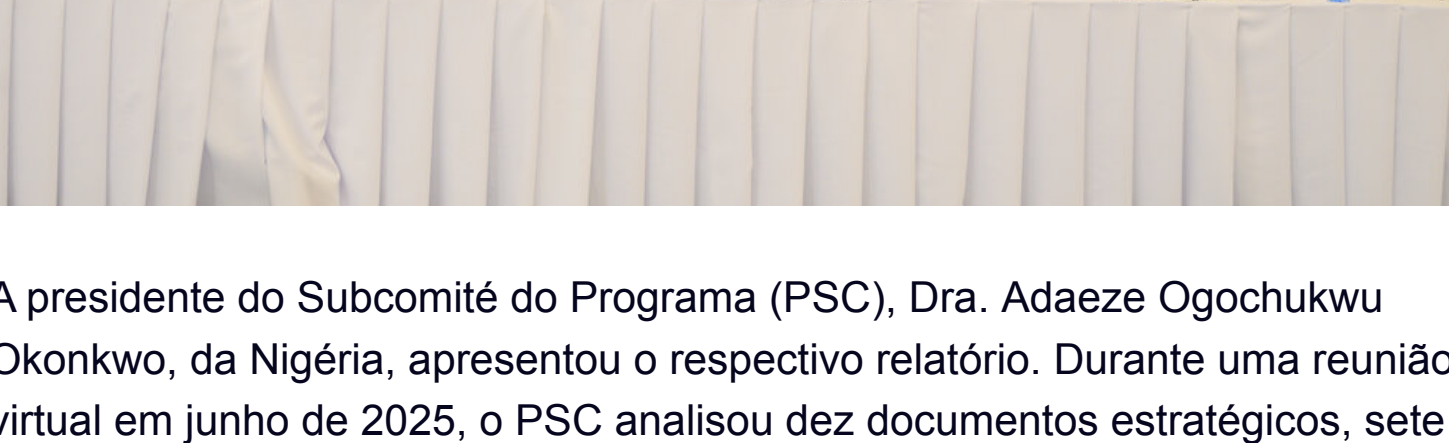 A presidente do Subcomité do Programa (PSC), Dra. Adaeze Ogochukwu
Okonkwo, da Nigéria, apresentou o respectivo relatório. Durante uma reunião
virtual em junho de 2025, o PSC analisou dez documentos estratégicos, sete